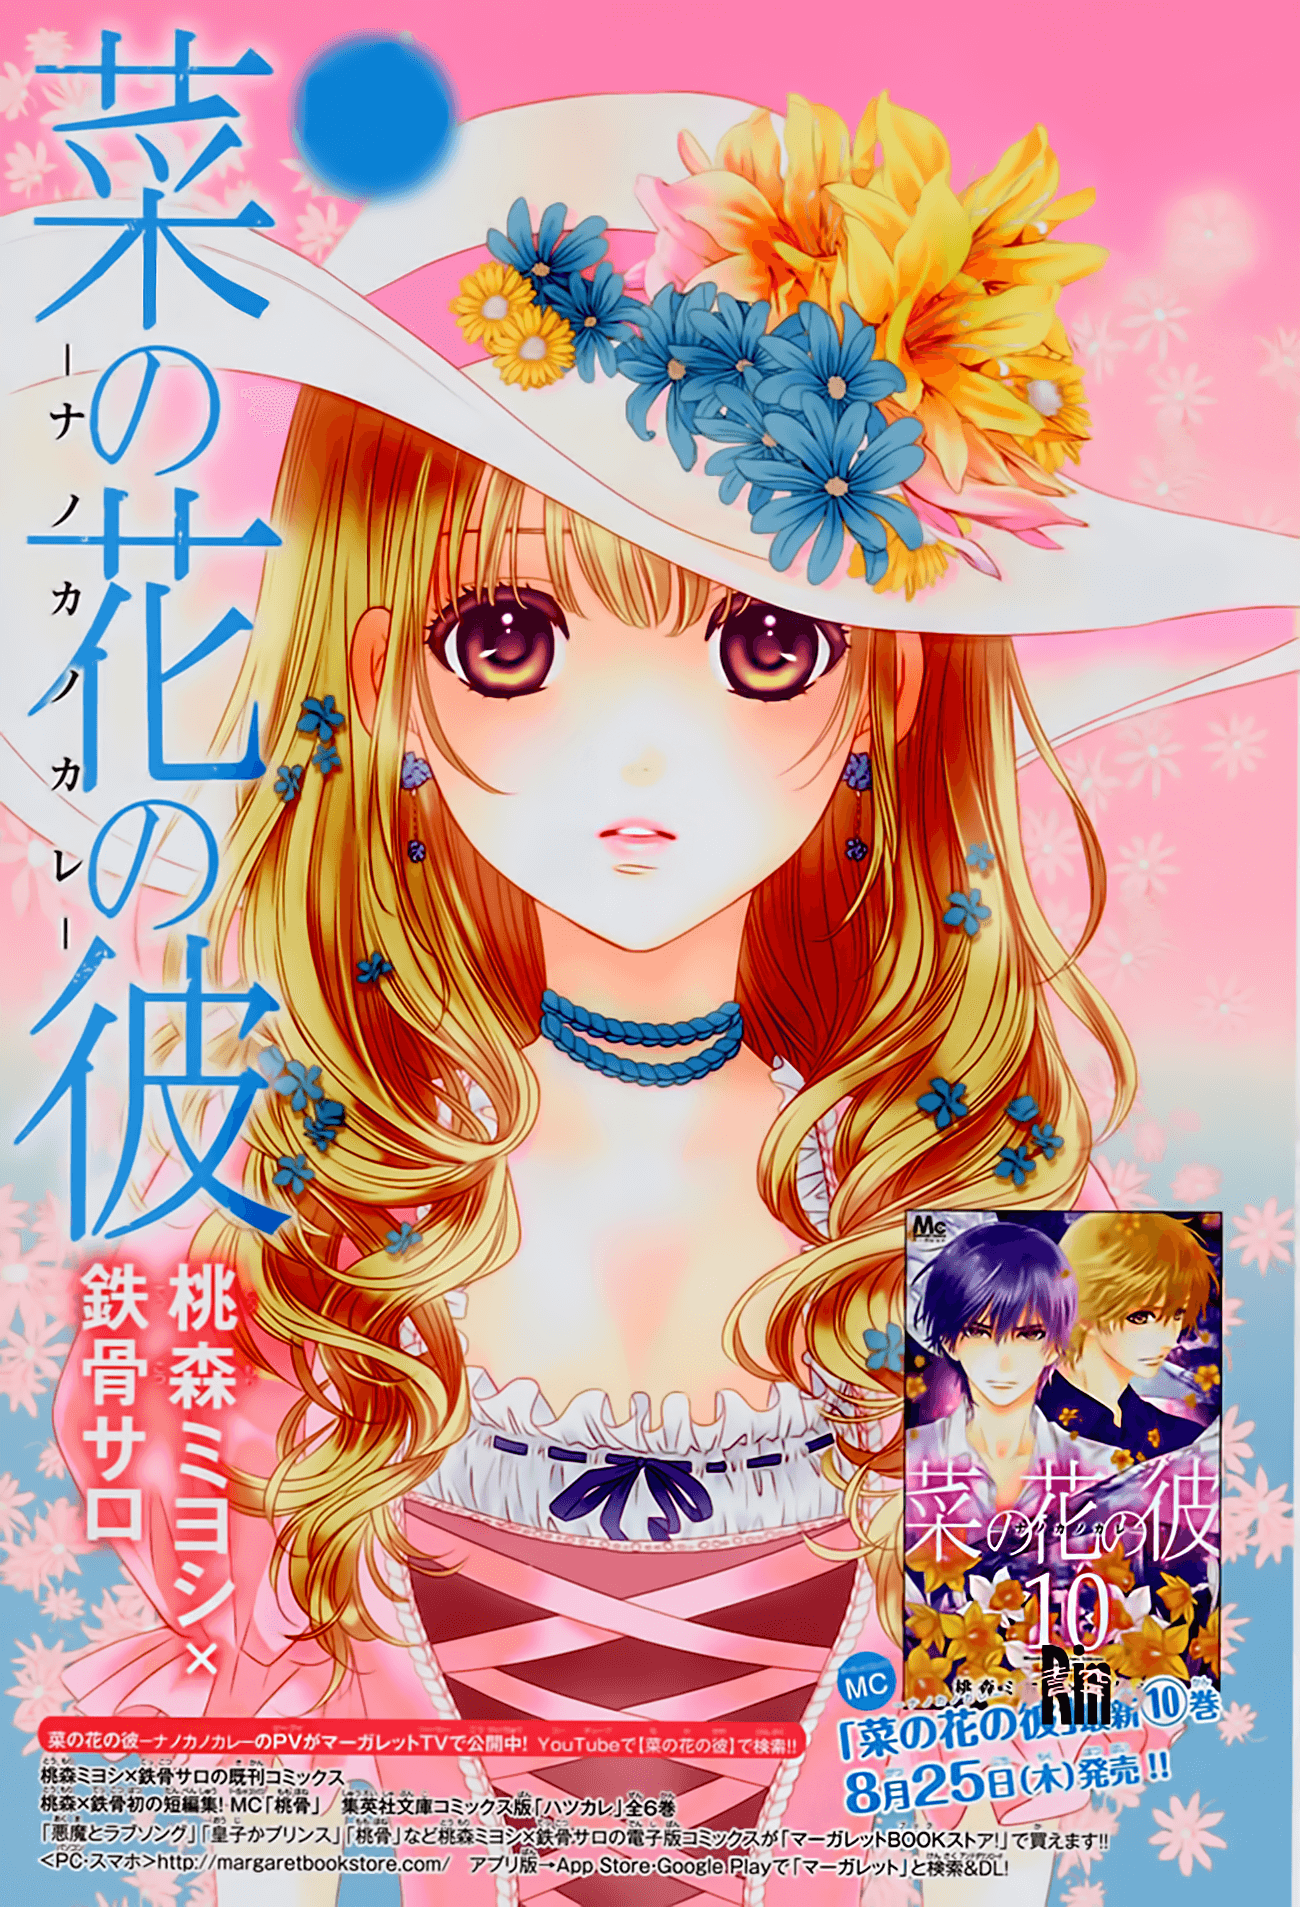 菜の花の彼
－ナノカノカレ－
桃森ミヨシ×
鉄骨サロ
MC
菜の花の彼
ナノカノカレ
10
Rin
MC
「菜の花の彼」最新⑩巻
8月25日(木)発売!!
菜の花の彼—ナノカノカレ—のPVがマーガレットTVで公開中! YouTubeで【菜の花の彼】で検索!!
桃森ミヨシ×鉄骨サロの既刊コミックス
桃森×鉄骨初の短編集! MC「桃骨」 集英社文庫コミックス版「ハツカレ」全6巻
「悪魔とラブソング」「皇子かプリンス」「桃骨」など桃森ミヨシ×鉄骨サロの電子版コミックスが「マーガレットBOOKストア!」で買えます!!
<PC・スマホ>http://margaretbookstore.com/ アプリ版→App Store・Google Playで「マーガレット」と検索&DL!